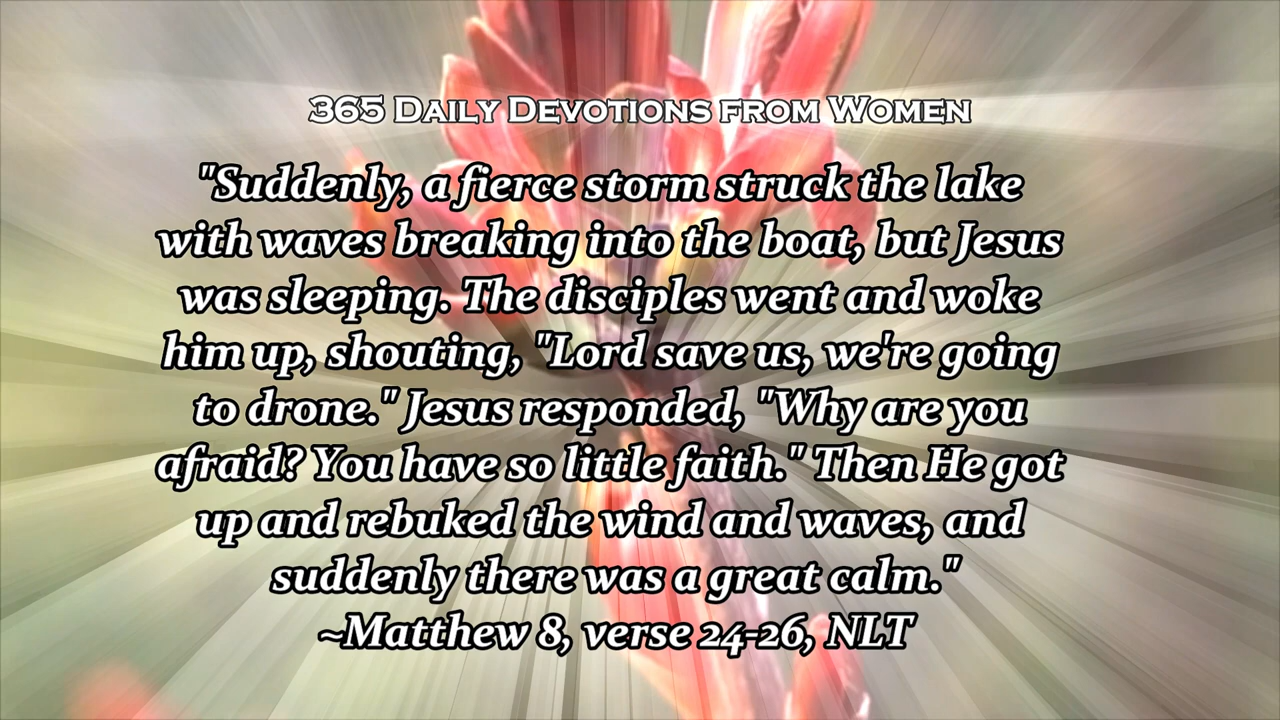 365 Daily Devotions from Women
"Suddenly, a fierce storm struck the lake
with waves breaking into the boat, but Jesus
was sleeping. The disciples went and woke
him up, shouting, "Lord save us, we're going
to drone." Jesus responded, "Why are you
afraid? You have so little faith." Then He got
up and rebuked the wind and waves, and
suddenly there was a great calm."
~Matthew 8, verse 24-26, NLT